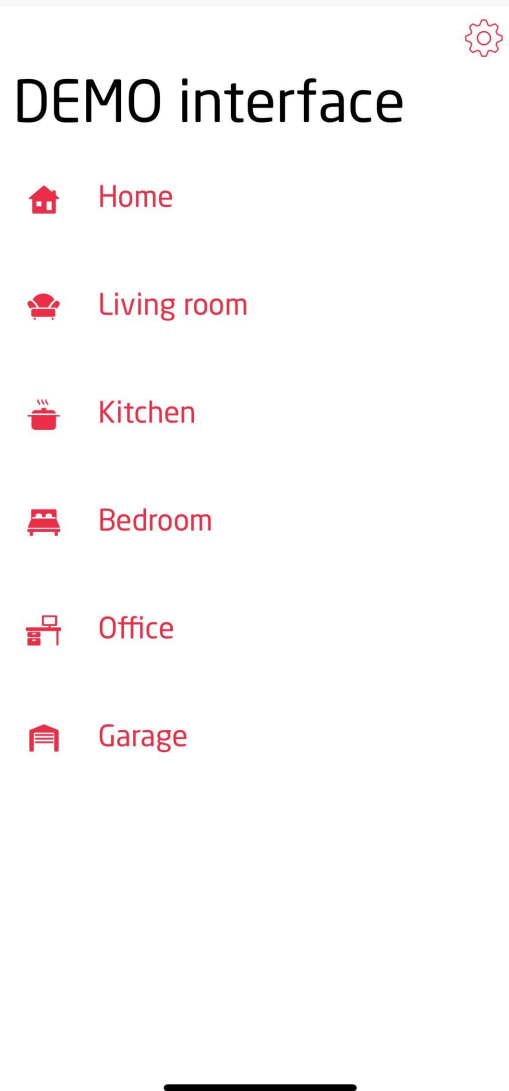 DEMO interface
Home
Living room
Kitchen
Bedroom
Office
Garage